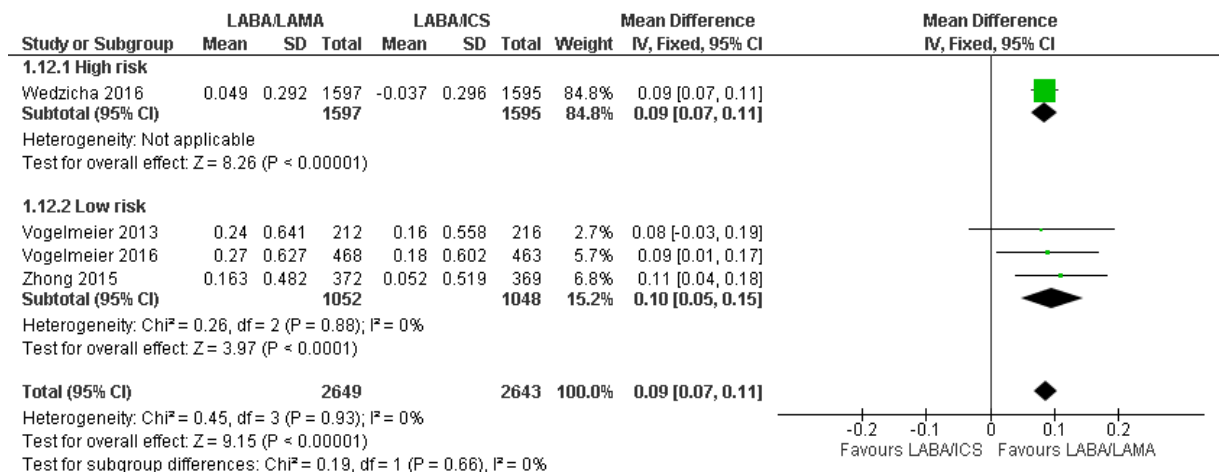 LABA/LAMA LABA/ICS Mean Difference Mean Difference
Study or Subgroup Mean SD Total Mean SD Total Weight IV, Fixed, 95% CI IV, Fixed, 95% CI
1.12.1 High risk
Wedzicha 2016 0.049 0.292 1597 -0.037 0.296 1595 84.8% 0.09 [0.07, 0.11]
Subtotal (95% CI) 1597 1595 84.8% 0.09 [0.07, 0.11]
Heterogeneity: Not applicable
Test for overall effect: Z = 8.26 (P < 0.00001)
1.12.2 Low risk
Vogelmeier 2013 0.24 0.641 212 0.16 0.558 216 2.7% 0.08 [-0.03, 0.19]
Vogelmeier 2016 0.27 0.627 468 0.18 0.602 463 5.7% 0.09 [0.01, 0.17]
Zhong 2015 0.163 0.482 372 0.052 0.519 369 6.8% 0.11 [0.04, 0.18]
Subtotal (95% CI) 1052 1048 15.2% 0.10 [0.05, 0.15]
Heterogeneity: Chi² = 0.26, df = 2 (P = 0.88); I² = 0%
Test for overall effect: Z = 3.97 (P < 0.0001)
Total (95% CI) 2649 2643 100.0% 0.09 [0.07, 0.11]
Heterogeneity: Chi² = 0.45, df = 3 (P = 0.93); I² = 0%
Test for overall effect: Z = 9.15 (P < 0.00001)
Test for subgroup differences: Chi² = 0.19, df = 1 (P = 0.66), I² = 0%
-0.2 -0.1 0 0.1 0.2
Favours LABA/ICS Favours LABA/LAMA